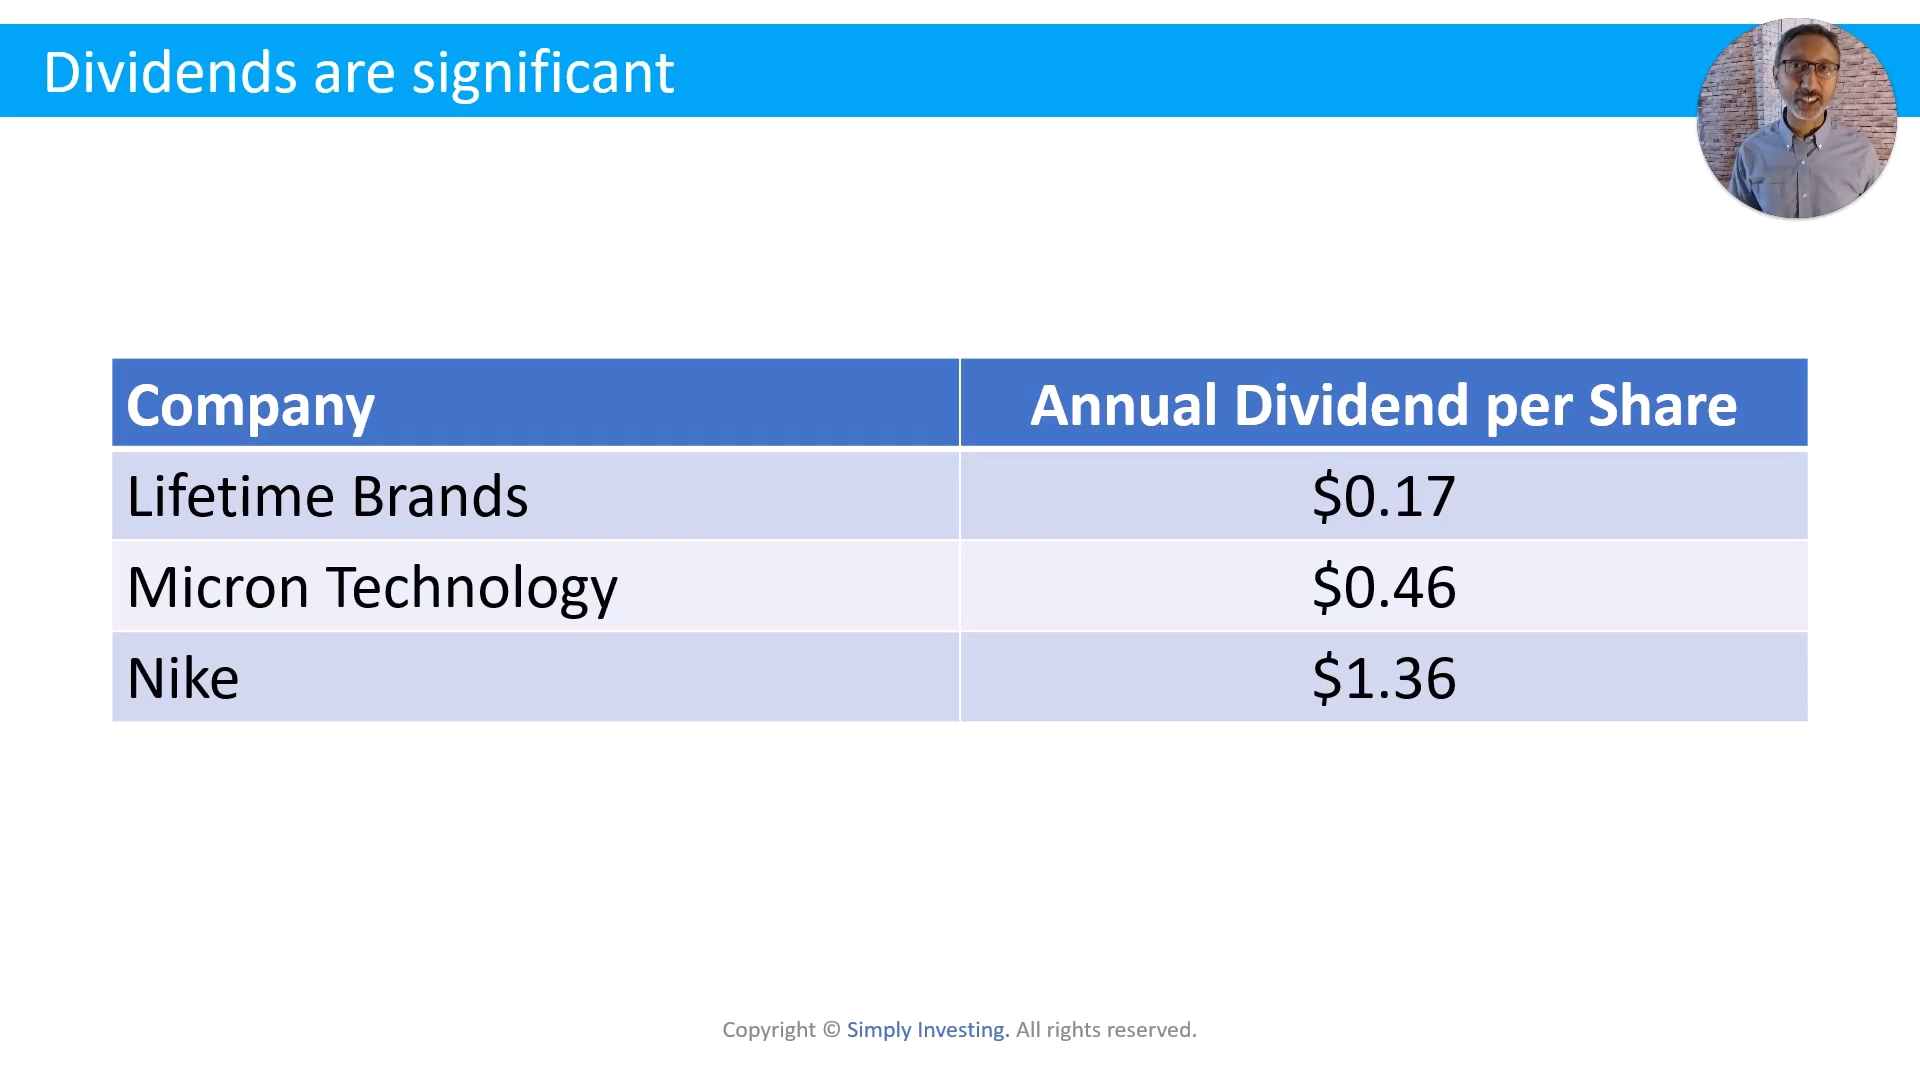 Dividends are significant
Company Annual Dividend per Share
Lifetime Brands $0.17
Micron Technology $0.46
Nike $1.36
Copyright © Simply Investing. All rights reserved.